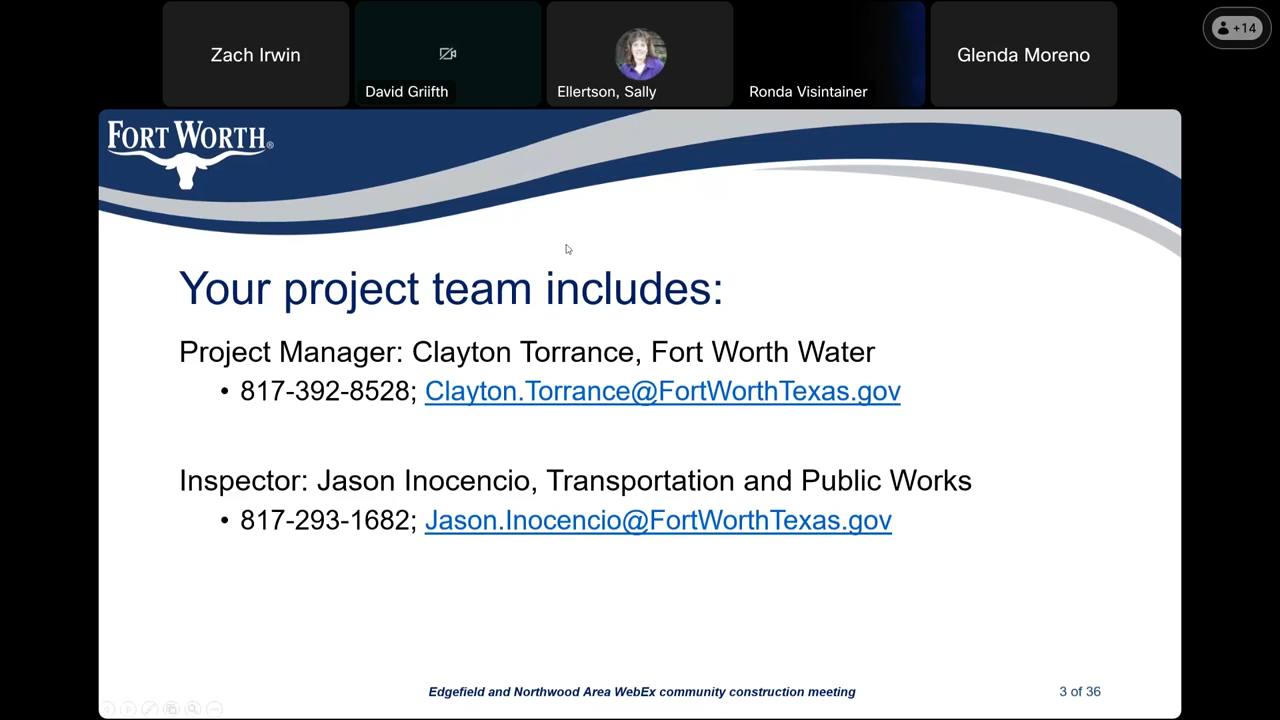 Zach Irwin
David Griifth
Ellertson, Sally
Ronda Visintainer
Glenda Moreno
+14
FORT WORTH®
Your project team includes:
Project Manager: Clayton Torrance, Fort Worth Water
• 817-392-8528; Clayton.Torrance@FortWorthTexas.gov
Inspector: Jason Inocencio, Transportation and Public Works
• 817-293-1682; Jason.Inocencio@FortWorthTexas.gov
Edgefield and Northwood Area WebEx community construction meeting
3 of 36